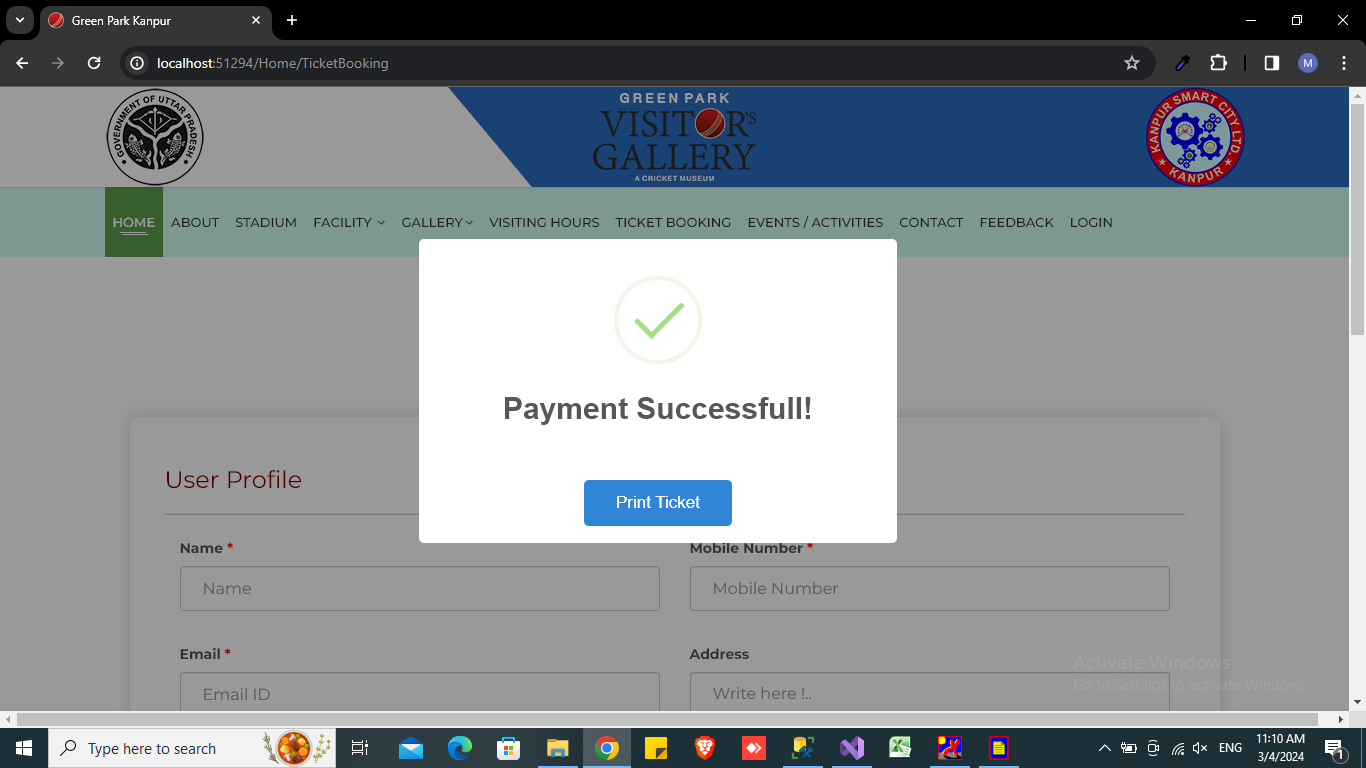 Green Park Kanpur
localhost:51294/Home/TicketBooking
M
GOVERNMENT OF UTTAR PRADESH
GREEN PARK
VISITOR'S
GALLERY
A CRICKET MUSEUM
KANPUR SMART CITY LTD.
KANPUR
HOME ABOUT STADIUM FACILITY GALLERY VISITING HOURS TICKET BOOKING EVENTS / ACTIVITIES CONTACT FEEDBACK LOGIN
Payment Successfull!
Print Ticket
User Profile
Name * Mobile Number *
Name Mobile Number
Email * Address
Email ID Write here !..
Activate Windows
Go to Settings to activate Windows.
Type here to search
ENG
11:10 AM
3/4/2024
1